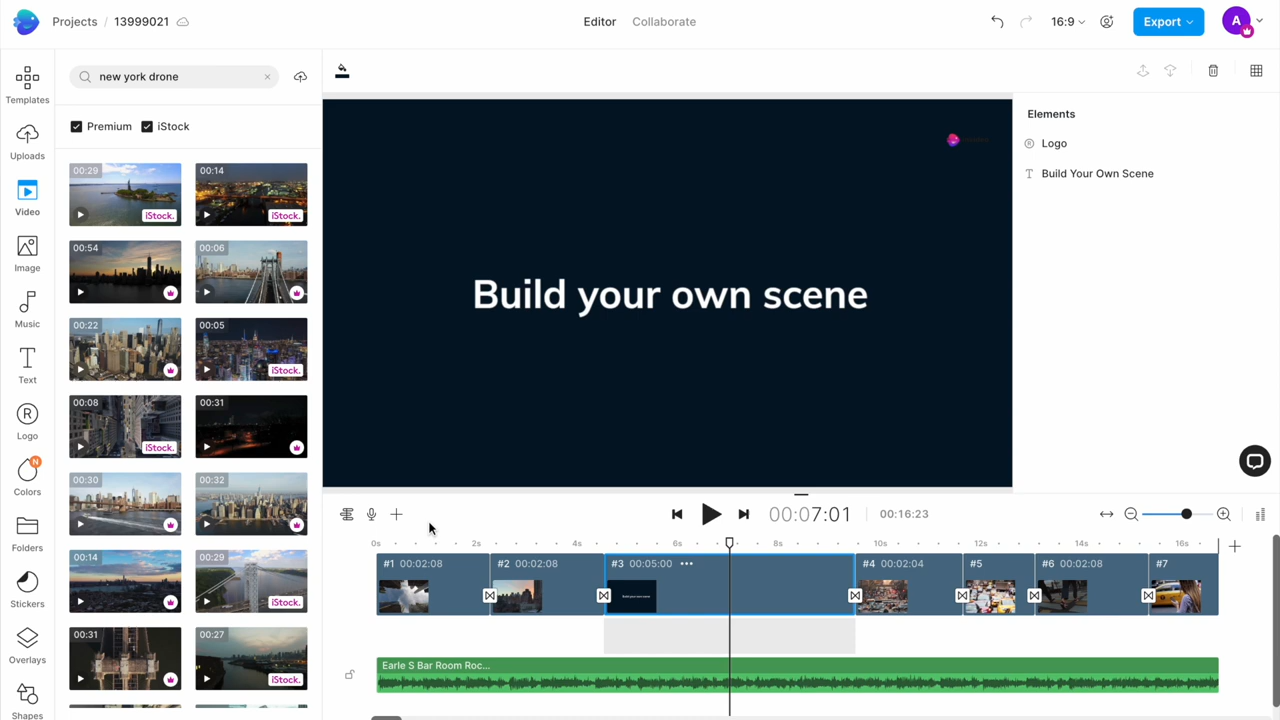 Projects / 13999021
Editor
Collaborate
16:9
Export
A
Templates
Uploads
Video
Image
Music
Text
Logo
Colors
N
Folders
Stickers
Overlays
Shapes
new york drone
Premium
iStock
00:29
iStock.
00:14
iStock.
00:54
00:06
00:22
00:05
iStock.
00:08
iStock.
00:31
00:30
00:32
00:14
00:29
iStock.
00:31
00:27
iStock.
Build your own scene
Elements
Logo
Build Your Own Scene
00:07:01
00:16:23
0s
2s
4s
6s
8s
10s
12s
14s
16s
#1 00:02:08
#2 00:02:08
#3 00:05:00
#4 00:02:04
#5
#6 00:02:08
#7
Build your own scene
Earle S Bar Room Roc...